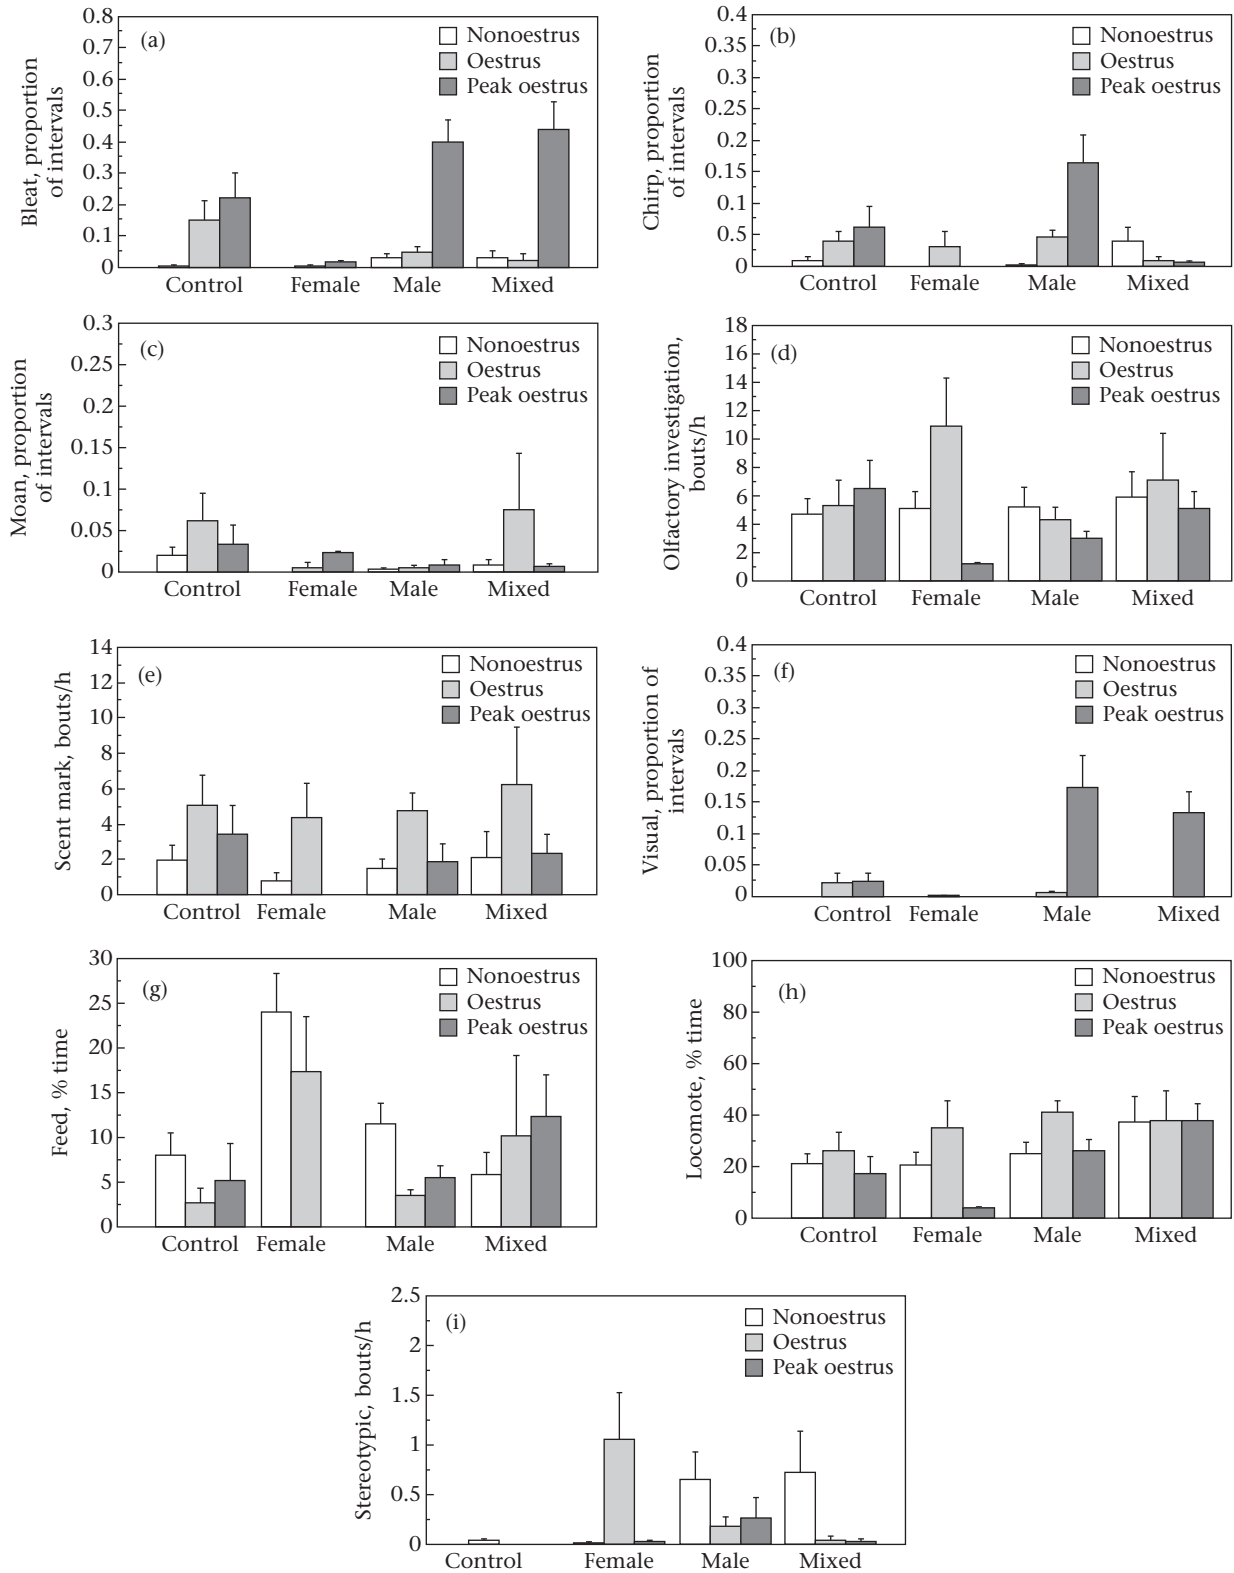 0.8
0.7
0.6
0.5
0.4
0.3
0.2
0.1
0
Bleat, proportion
of intervals
(a)
Nonoestrus
Oestrus
Peak oestrus
Control Female Male Mixed
0.4
0.35
0.3
0.25
0.2
0.15
0.1
0.5
0
Chirp, proportion
of intervals
(b)
Nonoestrus
Oestrus
Peak oestrus
Control Female Male Mixed
0.3
0.25
0.2
0.15
0.1
0.05
0
Moan, proportion
of intervals
(c)
Nonoestrus
Oestrus
Peak oestrus
Control Female Male Mixed
18
16
14
12
10
8
6
4
2
0
Olfactory investigation,
bouts/h
(d)
Nonoestrus
Oestrus
Peak oestrus
Control Female Male Mixed
14
12
10
8
6
4
2
0
Scent mark, bouts/h
(e)
Nonoestrus
Oestrus
Peak oestrus
Control Female Male Mixed
0.4
0.35
0.3
0.25
0.2
0.15
0.1
0.05
0
Visual, proportion of
intervals
(f)
Nonoestrus
Oestrus
Peak oestrus
Control Female Male Mixed
30
25
20
15
10
5
0
Feed, % time
(g)
Nonoestrus
Oestrus
Peak oestrus
Control Female Male Mixed
100
80
60
40
20
0
Locomote, % time
(h)
Nonoestrus
Oestrus
Peak oestrus
Control Female Male Mixed
2.5
2
1.5
1
0.5
0
Stereotypic, bouts/h
(i)
Nonoestrus
Oestrus
Peak oestrus
Control Female Male Mixed